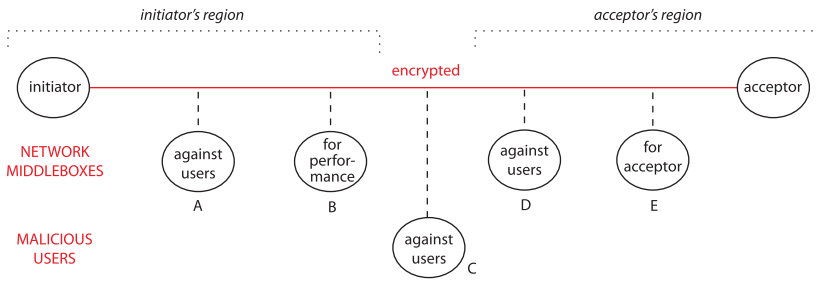 initiator's region
acceptor's region
encrypted
initiator
acceptor
NETWORK
MIDDLEBOXES
against
users
A
for
perfor-
mance
B
against
users
D
for
acceptor
E
MALICIOUS
USERS
against
users
C